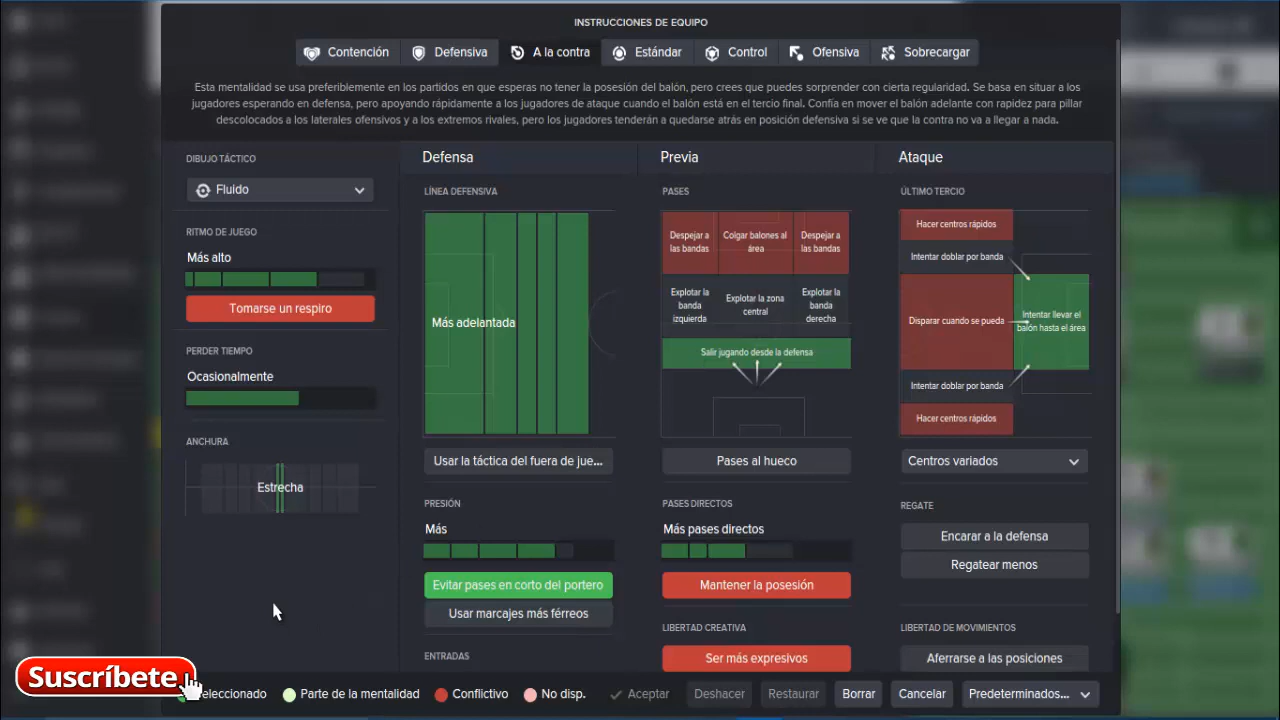 INSTRUCCIONES DE EQUIPO
Contención
Defensiva
A la contra
Estándar
Control
Ofensiva
Sobrecargar
Esta mentalidad se usa preferiblemente en los partidos en que esperas no tener la posesión del balón, pero crees que puedes sorprender con cierta regularidad. Se basa en situar a los
jugadores esperando en defensa, pero apoyando rápidamente a los jugadores de ataque cuando el balón está en el tercio final. Confía en mover el balón adelante con rapidez para pillar
descolocados a los laterales ofensivos y a los extremos rivales, pero los jugadores tenderán a quedarse atrás en posición defensiva si se ve que la contra no va a llegar a nada.
DIBUJO TÁCTICO
Fluido
RITMO DE JUEGO
Más alto
Tomarse un respiro
PERDER TIEMPO
Ocasionalmente
ANCHURA
Estrecha
Defensa
LÍNEA DEFENSIVA
Más adelantada
Usar la táctica del fuera de jue...
PRESIÓN
Más
Evitar pases en corto del portero
Usar marcajes más férreos
ENTRADAS
Previa
PASES
Despejar a
las bandas
Colgar balones al
área
Despejar a
las bandas
Explotar la
banda
izquierda
Explotar la zona
central
Explotar la
banda
derecha
Salir jugando desde la defensa
Pases al hueco
PASES DIRECTOS
Más pases directos
Mantener la posesión
LIBERTAD CREATIVA
Ser más expresivos
Ataque
ÚLTIMO TERCIO
Hacer centros rápidos
Intentar doblar por banda
Disparar cuando se pueda
Intentar llevar el
balón hasta el área
Intentar doblar por banda
Hacer centros rápidos
Centros variados
REGATE
Encarar a la defensa
Regatear menos
LIBERTAD DE MOVIMIENTOS
Aferrarse a las posiciones
Suscríbete
Parte de la mentalidad
Conflictivo
No disp.
Aceptar
Deshacer
Restaurar
Borrar
Cancelar
Predeterminados...